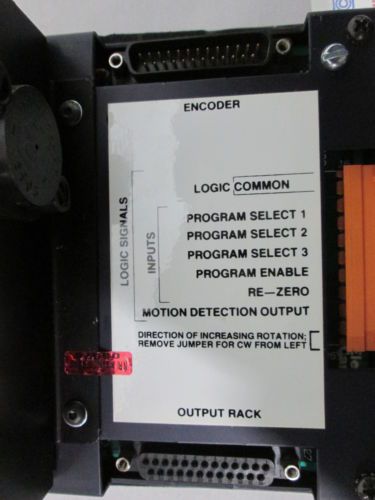 ENCODER
LOGIC COMMON
LOGIC SIGNALS
INPUTS
PROGRAM SELECT 1
PROGRAM SELECT 2
PROGRAM SELECT 3
PROGRAM ENABLE
RE-ZERO
MOTION DETECTION OUTPUT
DIRECTION OF INCREASING ROTATION;
REMOVE JUMPER FOR CW FROM LEFT
OUTPUT RACK